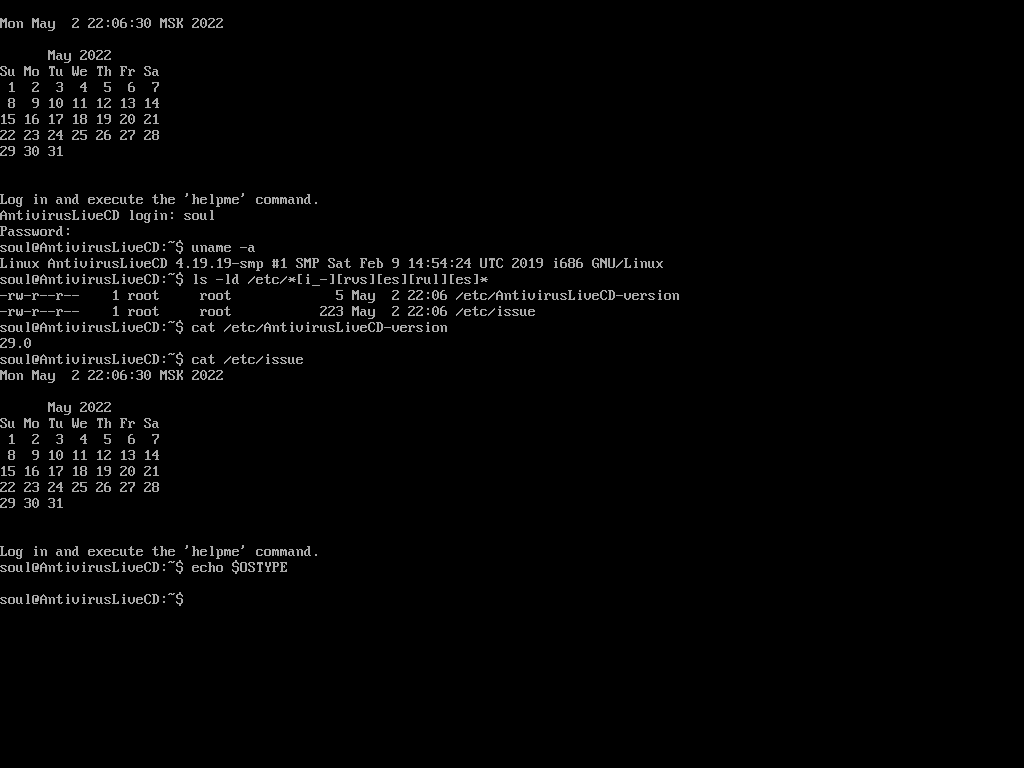 Mon May  2 22:06:30 MSK 2022
      May 2022
Su Mo Tu We Th Fr Sa
 1  2  3  4  5  6  7
 8  9 10 11 12 13 14
15 16 17 18 19 20 21
22 23 24 25 26 27 28
29 30 31
Log in and execute the 'helpme' command.
AntivirusLiveCD login: soul
Password:
soul@AntivirusLiveCD:~$ uname -a
Linux AntivirusLiveCD 4.19.19-smp #1 SMP Sat Feb 9 14:54:24 UTC 2019 i686 GNU/Linux
soul@AntivirusLiveCD:~$ ls -ld /etc/*[i_-][rvs][es][rul][es]*
-rw-r--r--    1 root     root             5 May  2 22:06 /etc/AntivirusLiveCD-version
-rw-r--r--    1 root     root           223 May  2 22:06 /etc/issue
soul@AntivirusLiveCD:~$ cat /etc/AntivirusLiveCD-version
29.0
soul@AntivirusLiveCD:~$ cat /etc/issue
Mon May  2 22:06:30 MSK 2022
      May 2022
Su Mo Tu We Th Fr Sa
 1  2  3  4  5  6  7
 8  9 10 11 12 13 14
15 16 17 18 19 20 21
22 23 24 25 26 27 28
29 30 31
Log in and execute the 'helpme' command.
soul@AntivirusLiveCD:~$ echo $OSTYPE
soul@AntivirusLiveCD:~$